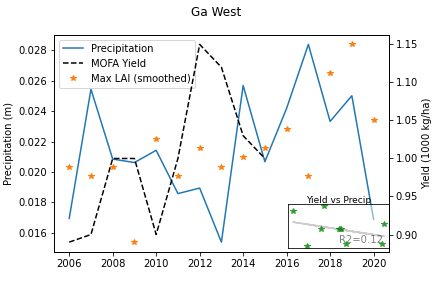 Ga West
Precipitation
MOFA Yield
Max LAI (smoothed)
Precipitation (m)
0.028
0.026
0.024
0.022
0.020
0.018
0.016
Yield (1000 kg/ha)
1.15
1.10
1.05
1.00
0.95
0.90
Yield vs Precip
R2=0.12
2006 2008 2010 2012 2014 2016 2018 2020